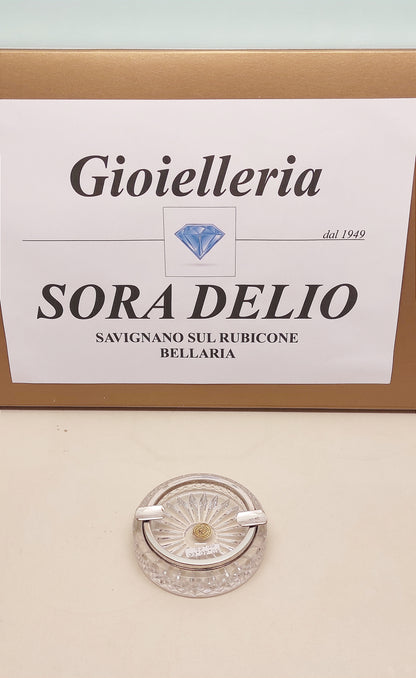 Gioielleria
dal 1949
SORA DELIO
SAVIGNANO SUL RUBICONE
BELLARIA